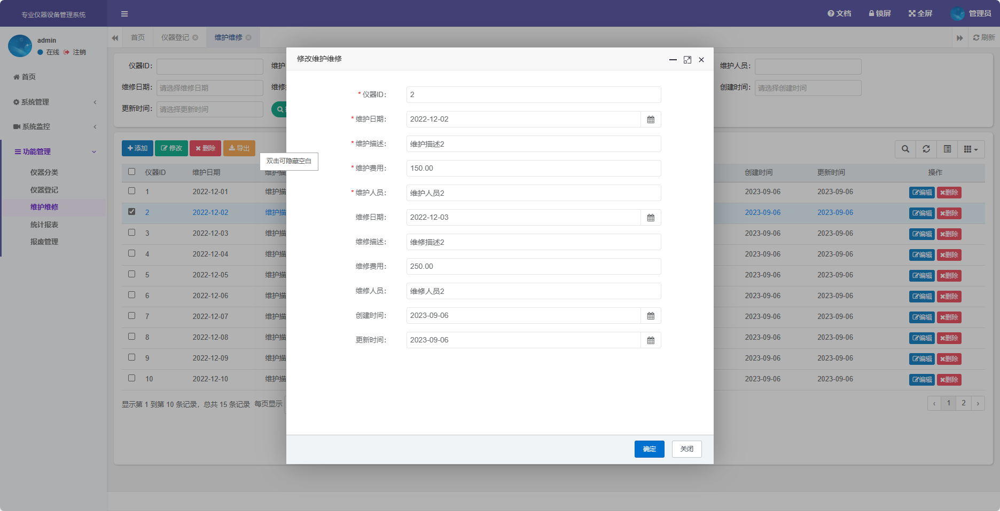 专业仪器设备管理系统
文档 锁屏 全屏 管理员
admin
在线 注销
首页 仪器登记 维护维修 刷新
首页
系统管理
系统监控
功能管理
仪器分类
仪器登记
维护维修
统计报表
报废管理
仪器ID： 维护 维护人员：
维修日期： 请选择维修日期 维修 创建时间： 请选择创建时间
更新时间： 请选择更新时间
添加 修改 删除 导出
双击可隐藏空白
仪器ID 维护日期 维护描 创建时间 更新时间 操作
1 2022-12-01 维护描 2023-09-06 2023-09-06 编辑 删除
2 2022-12-02 维护描 2023-09-06 2023-09-06 编辑 删除
3 2022-12-03 维护描 2023-09-06 2023-09-06 编辑 删除
4 2022-12-04 维护描 2023-09-06 2023-09-06 编辑 删除
5 2022-12-05 维护描 2023-09-06 2023-09-06 编辑 删除
6 2022-12-06 维护描 2023-09-06 2023-09-06 编辑 删除
7 2022-12-07 维护描 2023-09-06 2023-09-06 编辑 删除
8 2022-12-08 维护描 2023-09-06 2023-09-06 编辑 删除
9 2022-12-09 维护描 2023-09-06 2023-09-06 编辑 删除
10 2022-12-10 维护描 2023-09-06 2023-09-06 编辑 删除
显示第 1 到第 10 条记录，总共 15 条记录 每页显示
‹ 1 2 ›
修改维护维修
* 仪器ID： 2
* 维护日期： 2022-12-02
* 维护描述： 维护描述2
* 维护费用： 150.00
* 维护人员： 维护人员2
维修日期： 2022-12-03
维修描述： 维修描述2
维修费用： 250.00
维修人员： 维修人员2
创建时间： 2023-09-06
更新时间： 2023-09-06
确定 关闭